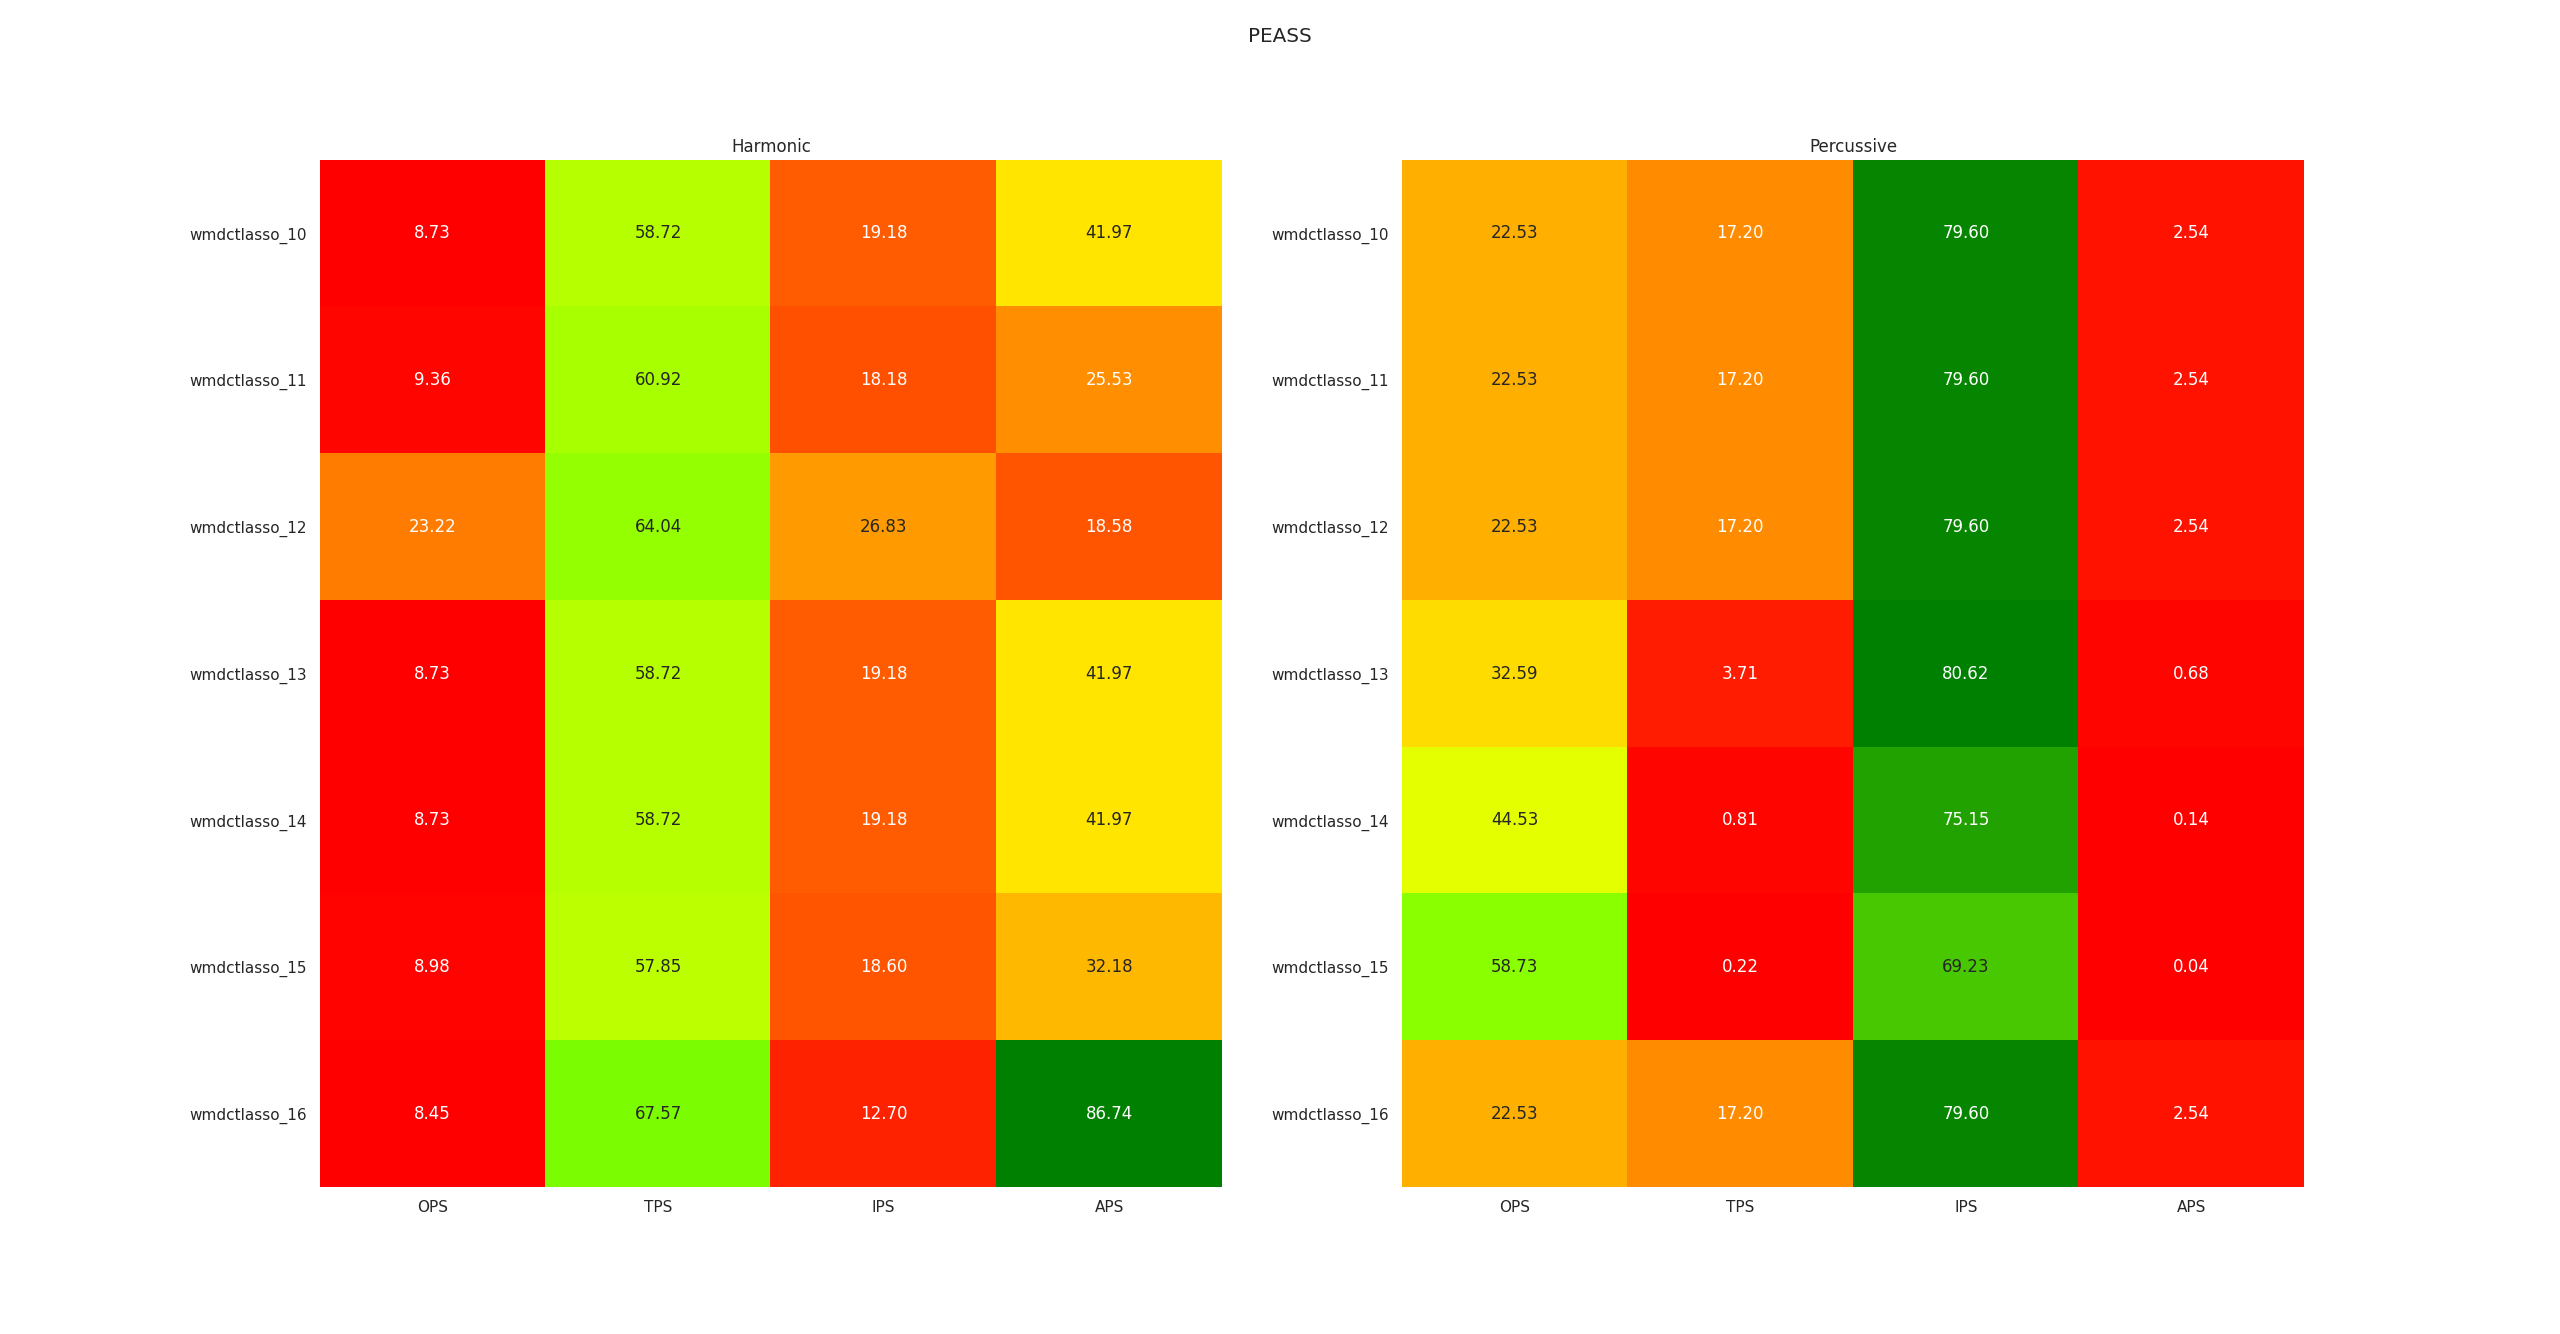 PEASS
Harmonic
wmdctlasso_10 8.73 58.72 19.18 41.97
wmdctlasso_11 9.36 60.92 18.18 25.53
wmdctlasso_12 23.22 64.04 26.83 18.58
wmdctlasso_13 8.73 58.72 19.18 41.97
wmdctlasso_14 8.73 58.72 19.18 41.97
wmdctlasso_15 8.98 57.85 18.60 32.18
wmdctlasso_16 8.45 67.57 12.70 86.74
OPS TPS IPS APS
Percussive
wmdctlasso_10 22.53 17.20 79.60 2.54
wmdctlasso_11 22.53 17.20 79.60 2.54
wmdctlasso_12 22.53 17.20 79.60 2.54
wmdctlasso_13 32.59 3.71 80.62 0.68
wmdctlasso_14 44.53 0.81 75.15 0.14
wmdctlasso_15 58.73 0.22 69.23 0.04
wmdctlasso_16 22.53 17.20 79.60 2.54
OPS TPS IPS APS